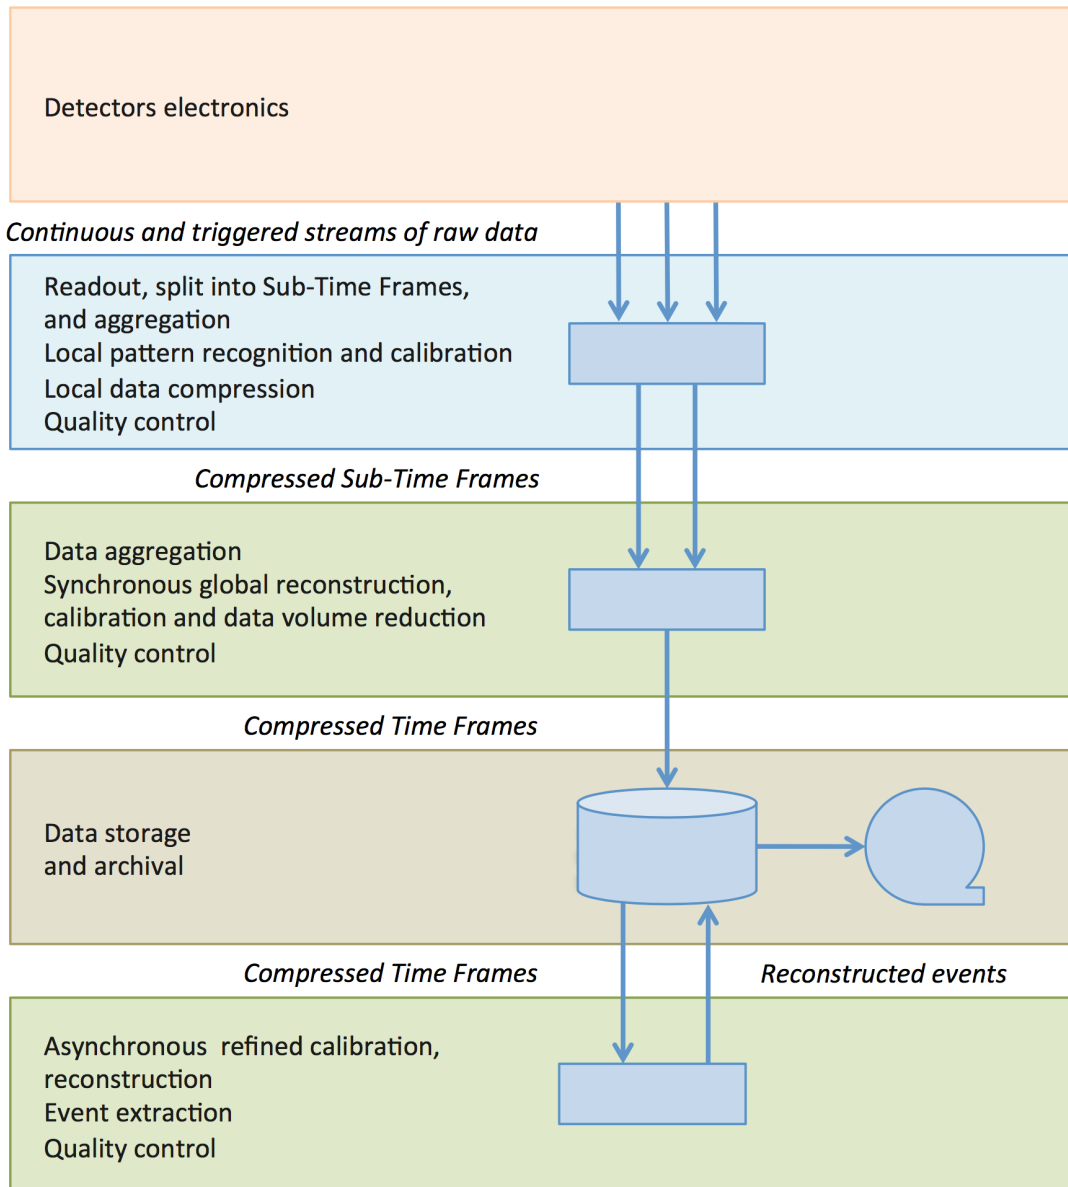 Detectors electronics
Continuous and triggered streams of raw data
Readout, split into Sub-Time Frames,
and aggregation
Local pattern recognition and calibration
Local data compression
Quality control
Compressed Sub-Time Frames
Data aggregation
Synchronous global reconstruction,
calibration and data volume reduction
Quality control
Compressed Time Frames
Data storage
and archival
Compressed Time Frames
Reconstructed events
Asynchronous  refined calibration,
reconstruction
Event extraction
Quality control